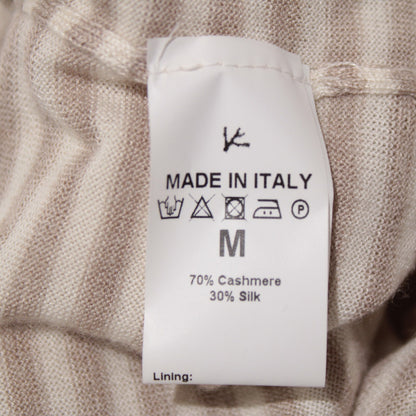 MADE IN ITALY
P
M
70% Cashmere
30% Silk
Lining: